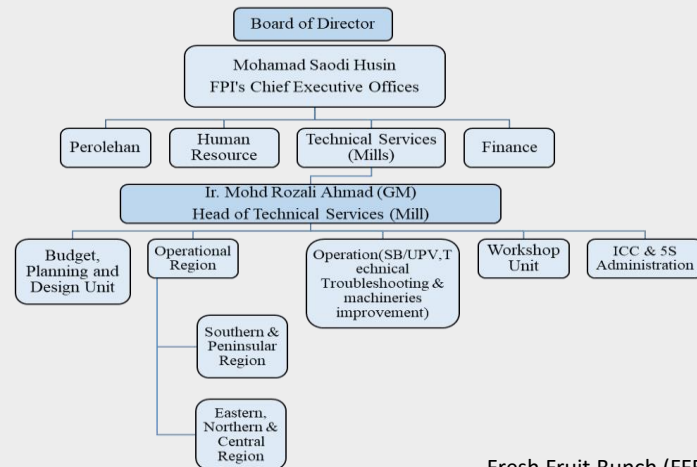 Board of Director
Mohamad Saodi Husin
FPI's Chief Executive Offices
Perolehan
Human
Resource
Technical Services
(Mills)
Finance
Ir. Mohd Rozali Ahmad (GM)
Head of Technical Services (Mill)
Budget,
Planning and
Design Unit
Operational
Region
Operation(SB/UPV,T
echnical
Troubleshooting &
machineries
improvement)
Workshop
Unit
ICC & 5S
Administration
Southern &
Peninsular
Region
Eastern,
Northern &
Central
Region
Fresh Fruit Bunch